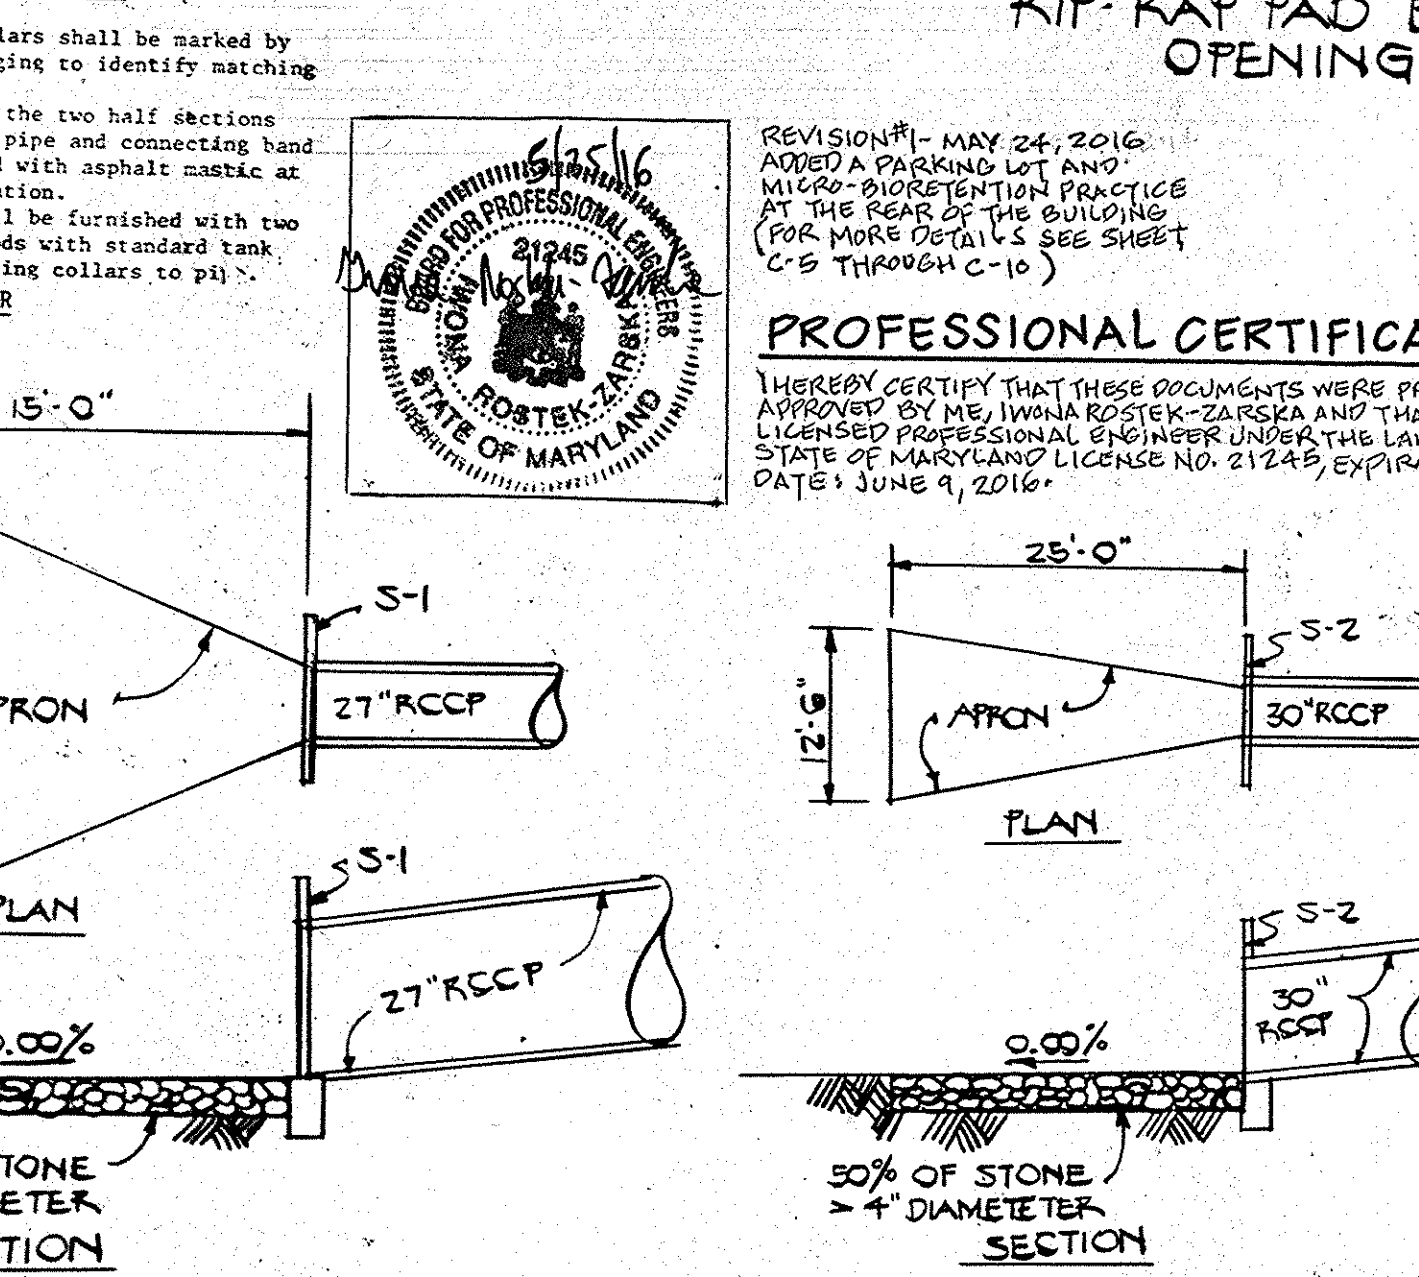 RIP-RAP PAD
OPENING
lars shall be marked by
ging to identify matching
the two half sections
pipe and connecting band
d with asphalt mastic at
ation.
l be furnished with two
ds with standard tank
ing collars to pi
R
5/25/16
BOARD FOR PROFESSIONAL ENGINEERS
21245
IWONA ROSTEK-ZARSKA
STATE OF MARYLAND
REVISION #1- MAY 24, 2016
ADDED A PARKING LOT AND
MICRO-BIORETENTION PRACTICE
AT THE REAR OF THE BUILDING
(FOR MORE DETAILS SEE SHEET
C-5 THROUGH C-10)
PROFESSIONAL CERTIFICA
I HEREBY CERTIFY THAT THESE DOCUMENTS WERE PR
APPROVED BY ME, IWONA ROSTEK-ZARSKA AND THA
LICENSED PROFESSIONAL ENGINEER UNDER THE LA
STATE OF MARYLAND LICENSE NO. 21245, EXPIRA
DATE: JUNE 9, 2016.
15'-0"
S-1
PRON
27" RCCP
PLAN
S-1
27" RCCP
0.00%
TONE
ETER
TION
25'-0"
S-2
12'-5"
APRON
30" RCCP
PLAN
S-2
30"
RCCP
0.00%
50% OF STONE
> 4" DIAMETETER
SECTION